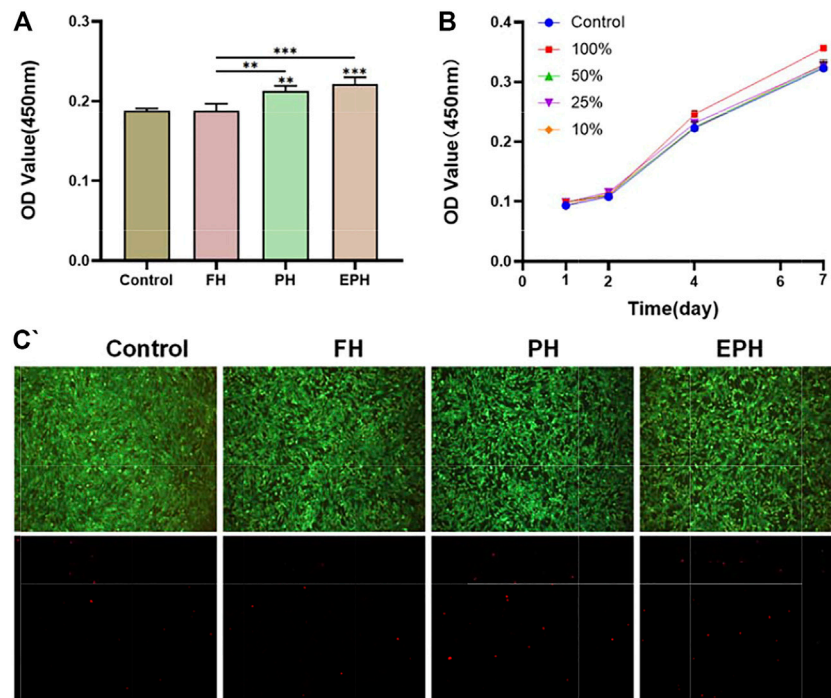 A
OD Value(450nm)
0.3
0.2
0.1
0.0
***
**
**
***
Control FH PH EPH
B
OD Value（450nm）
0.4
0.3
0.2
0.1
0.0
Control
100%
50%
25%
10%
0 1 2 4 6 7
Time(day)
C`
Control FH PH EPH